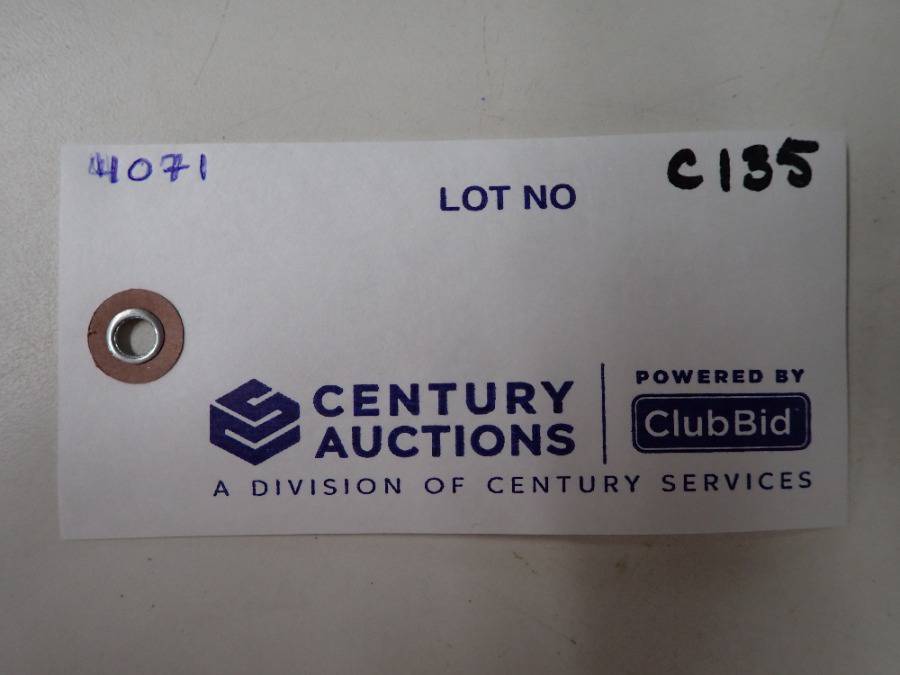 4071
LOT NO
C135
CENTURY
AUCTIONS
POWERED BY
ClubBid
A DIVISION OF CENTURY SERVICES